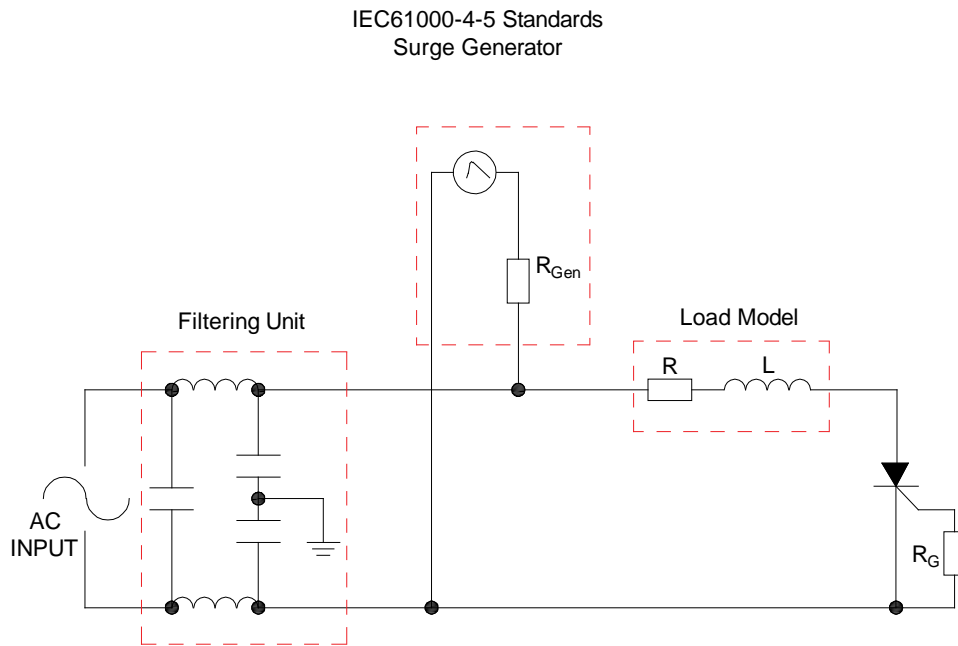 IEC61000-4-5 Standards
Surge Generator
R_Gen
Filtering Unit
Load Model
R
L
AC
INPUT
R_G